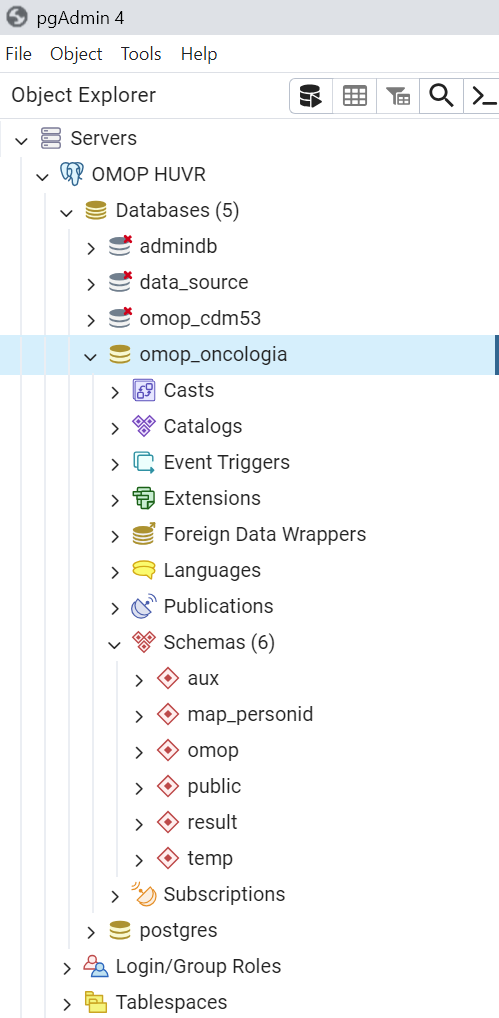 pgAdmin 4
File Object Tools Help
Object Explorer
Servers
OMOP HUVR
Databases (5)
admindb
data_source
omop_cdm53
omop_oncologia
Casts
Catalogs
Event Triggers
Extensions
Foreign Data Wrappers
Languages
Publications
Schemas (6)
aux
map_personid
omop
public
result
temp
Subscriptions
postgres
Login/Group Roles
Tablespaces